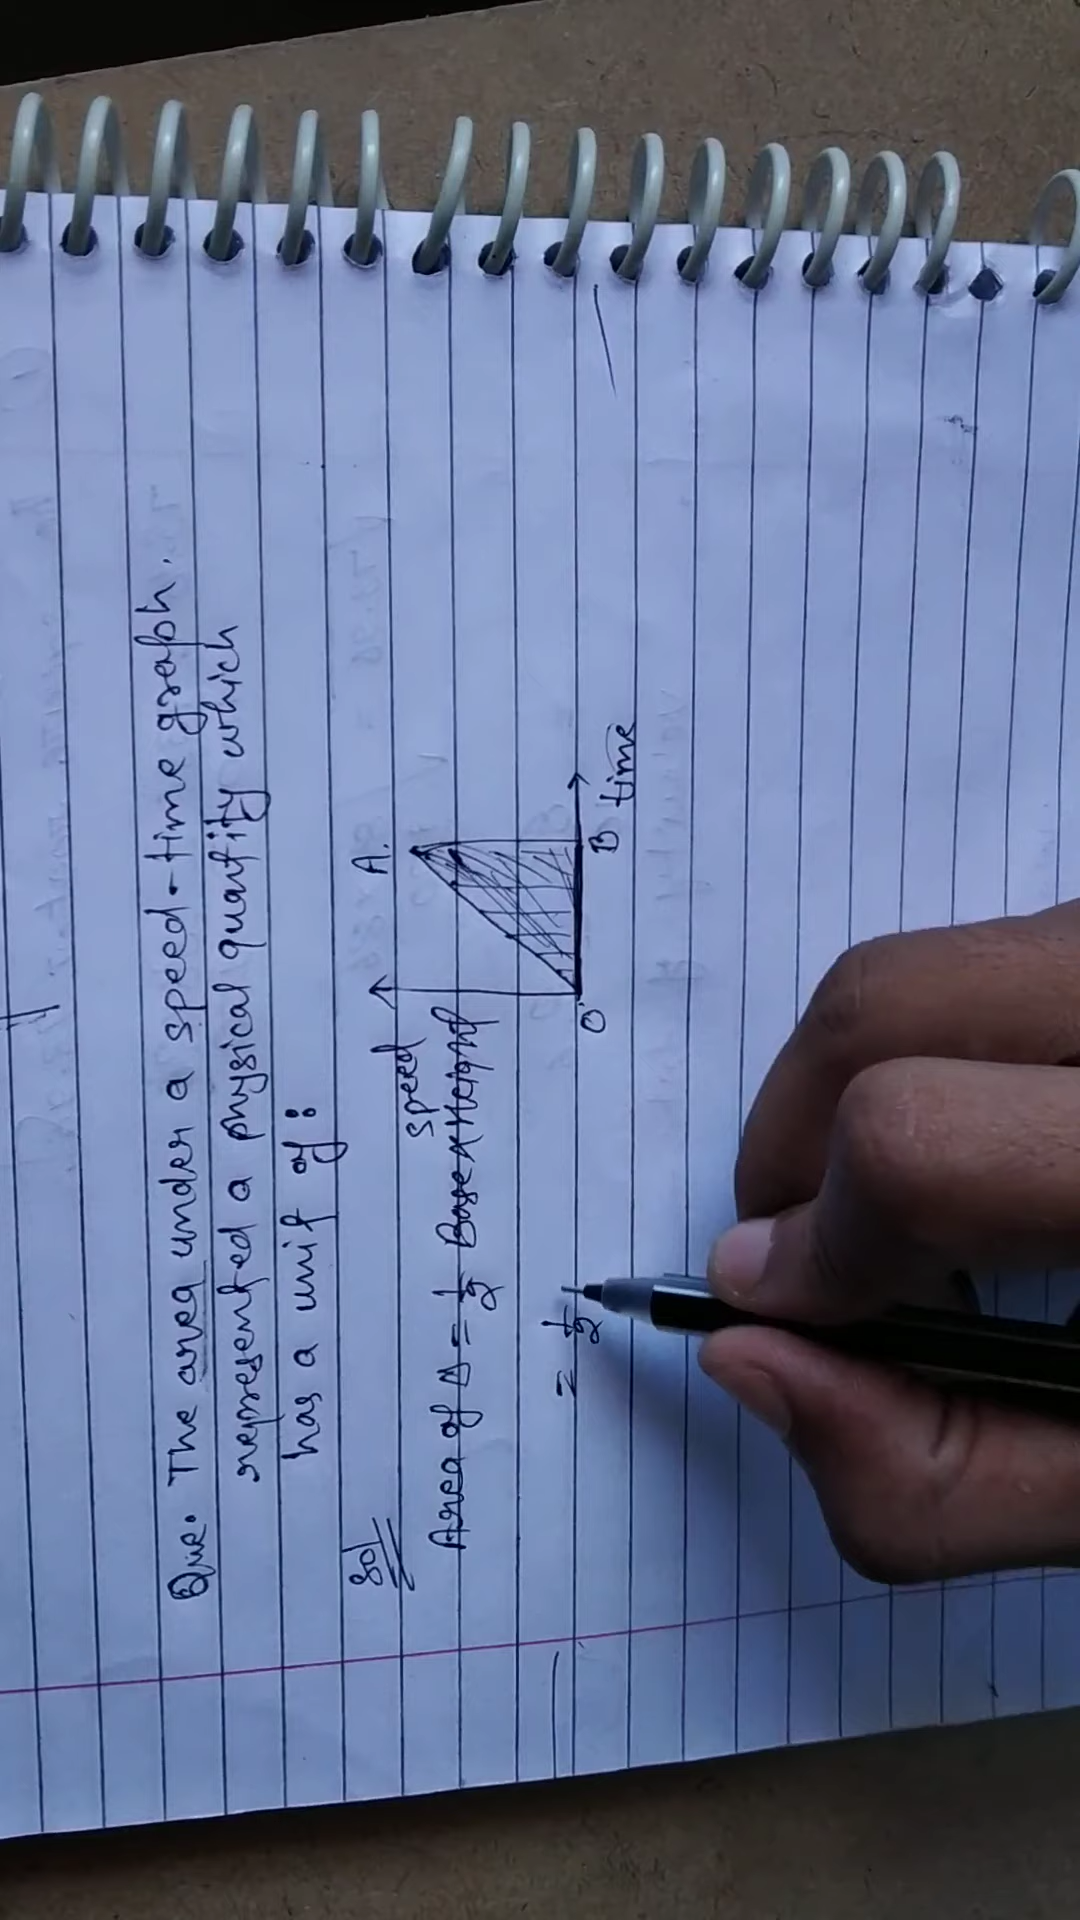 Que. The area under a speed-time graph.
represented a physical quantity which
has a unit of :
Sol
A.
Speed
Area of Δ = 1/2 Base x Height
O
B
time
= 1/2